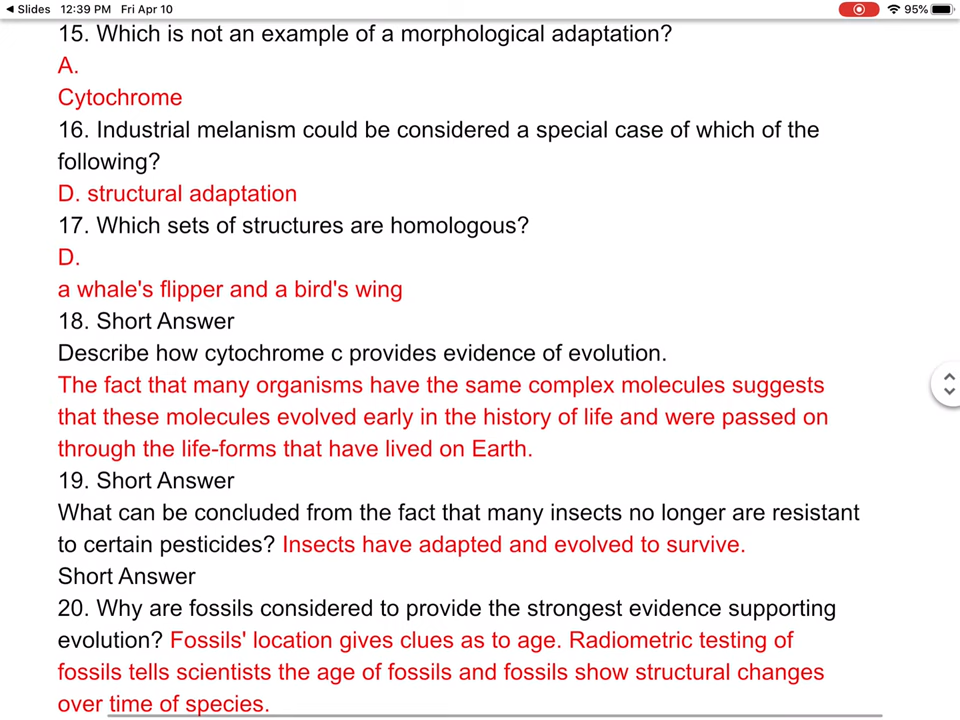 Slides 12:39 PM Fri Apr 10 95%
15. Which is not an example of a morphological adaptation?
A.
Cytochrome
16. Industrial melanism could be considered a special case of which of the
following?
D. structural adaptation
17. Which sets of structures are homologous?
D.
a whale's flipper and a bird's wing
18. Short Answer
Describe how cytochrome c provides evidence of evolution.
The fact that many organisms have the same complex molecules suggests
that these molecules evolved early in the history of life and were passed on
through the life-forms that have lived on Earth.
19. Short Answer
What can be concluded from the fact that many insects no longer are resistant
to certain pesticides? Insects have adapted and evolved to survive.
Short Answer
20. Why are fossils considered to provide the strongest evidence supporting
evolution? Fossils' location gives clues as to age. Radiometric testing of
fossils tells scientists the age of fossils and fossils show structural changes
over time of species.